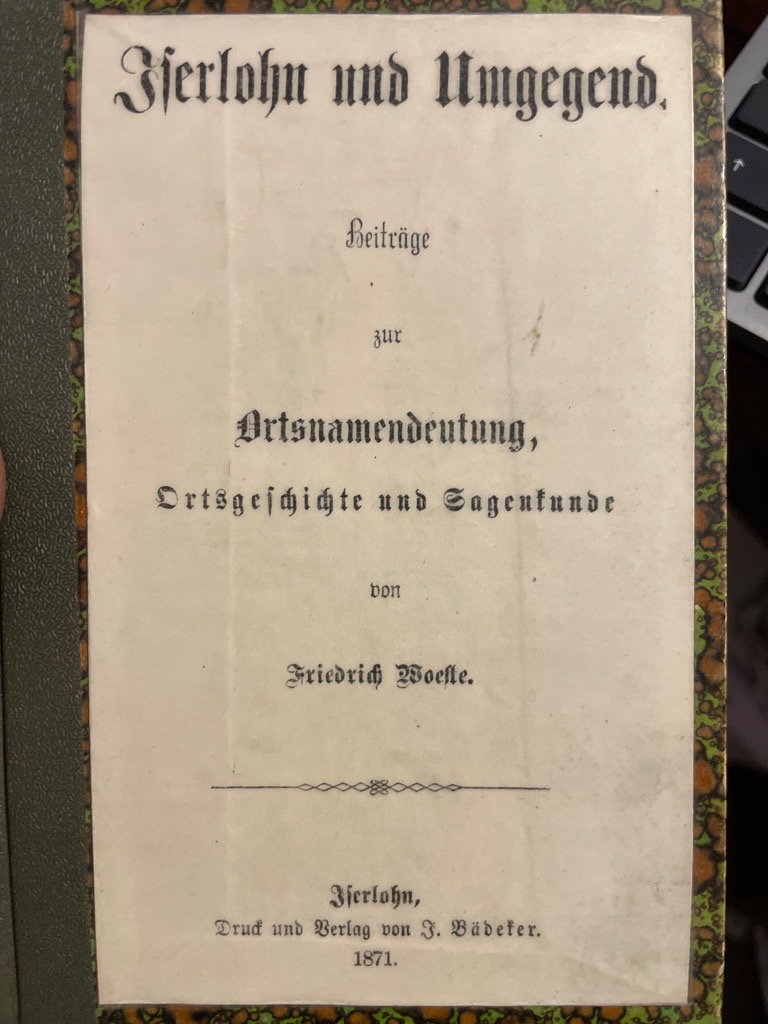 Iserlohn und Umgegend.
Beiträge
zur
Ortsnamendeutung,
Ortsgeschichte und Sagenkunde
von
Friedrich Woeste.
Iserlohn,
Druck und Verlag von J. Bädeker.
1871.